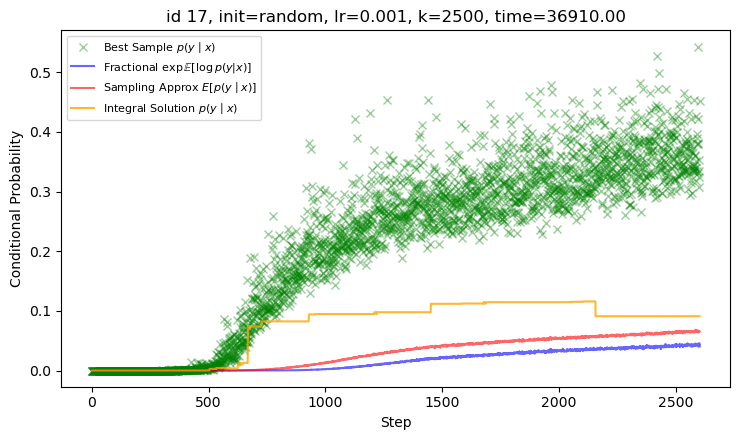 id 17, init=random, lr=0.001, k=2500, time=36910.00
Best Sample p(y | x)
Fractional exp𝔼[log p(y|x)]
Sampling Approx E[p(y | x)]
Integral Solution p(y | x)
Conditional Probability
0.5
0.4
0.3
0.2
0.1
0.0
0 500 1000 1500 2000 2500
Step